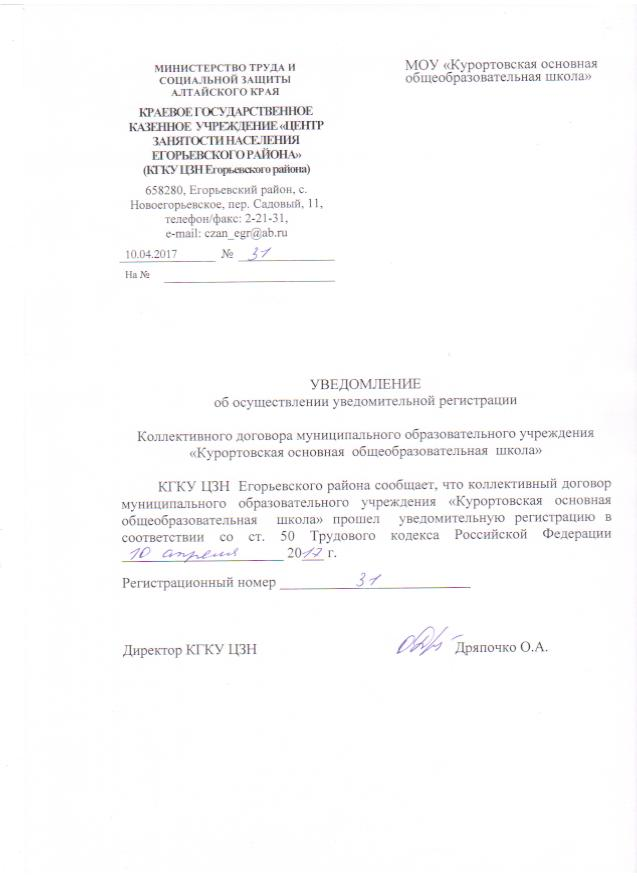 МИНИСТЕРСТВО ТРУДА И
СОЦИАЛЬНОЙ ЗАЩИТЫ
АЛТАЙСКОГО КРАЯ
КРАЕВОЕ ГОСУДАРСТВЕННОЕ
КАЗЕННОЕ УЧРЕЖДЕНИЕ «ЦЕНТР
ЗАНЯТОСТИ НАСЕЛЕНИЯ
ЕГОРЬЕВСКОГО РАЙОНА»
(КГКУ ЦЗН Егорьевского района)
658280, Егорьевский район, с.
Новоегорьевское, пер. Садовый, 11,
телефон/факс: 2-21-31,
e-mail: czan_egr@ab.ru
10.04.2017 № 31
На №
МОУ «Курортовская основная
общеобразовательная школа»
УВЕДОМЛЕНИЕ
об осуществлении уведомительной регистрации
Коллективного договора муниципального образовательного учреждения
«Курортовская основная общеобразовательная школа»
КГКУ ЦЗН Егорьевского района сообщает, что коллективный договор
муниципального образовательного учреждения «Курортовская основная
общеобразовательная школа» прошел уведомительную регистрацию в
соответствии со ст. 50 Трудового кодекса Российской Федерации
10 апреля 2017 г.
Регистрационный номер 31
Директор КГКУ ЦЗН Дряпочко О.А.